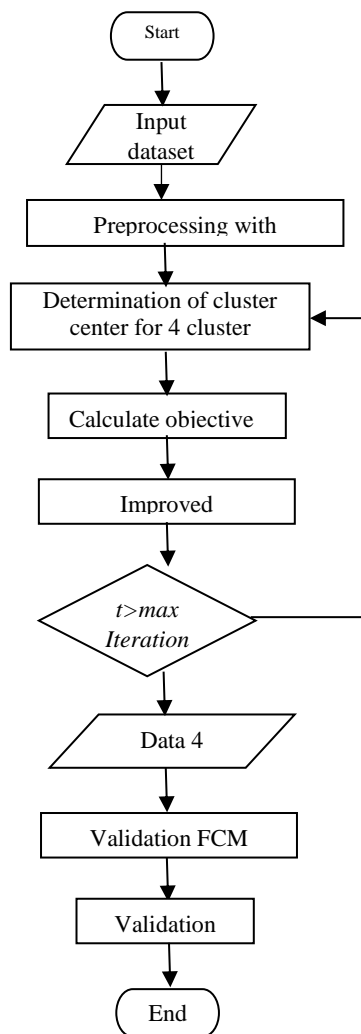 Start
Input
dataset
Preprocessing with
Determination of cluster
center for 4 cluster
Calculate objective
Improved
t>max
Iteration
Data 4
Validation FCM
Validation
End